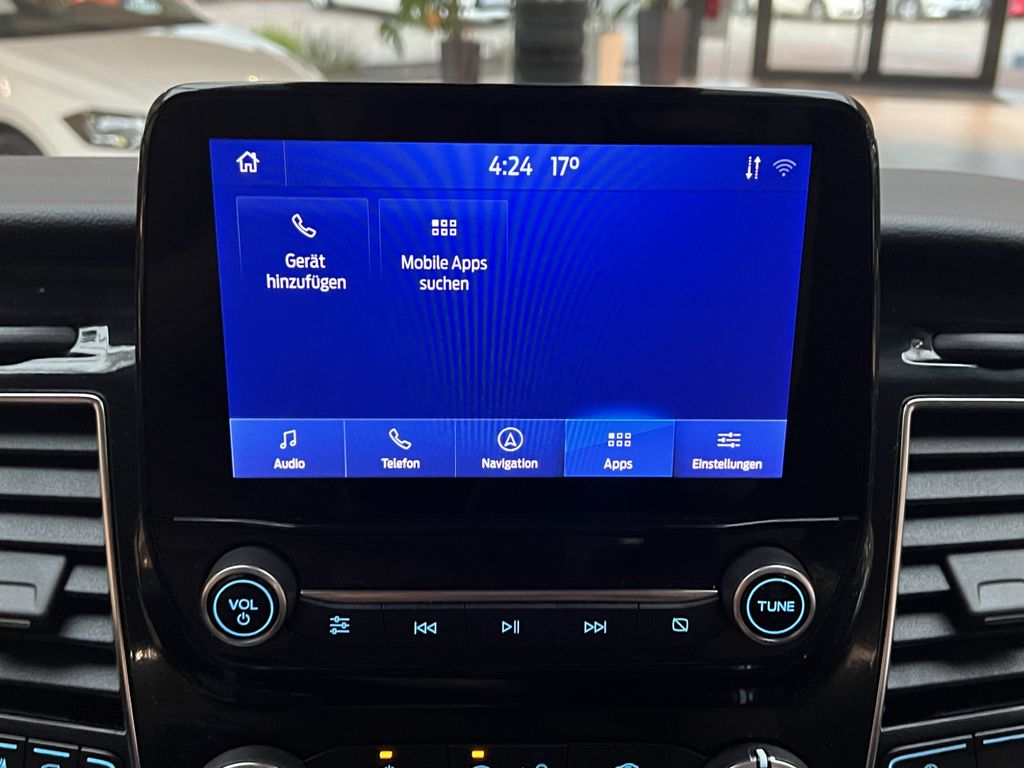 4:24 17°
Gerät
hinzufügen
Mobile Apps
suchen
Audio
Telefon
Navigation
Apps
Einstellungen
VOL
TUNE